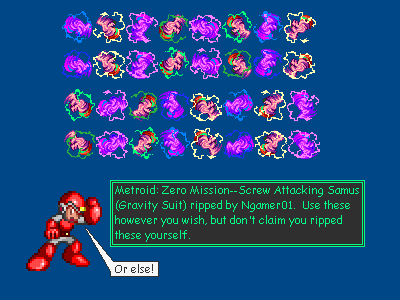 Metroid: Zero Mission--Screw Attacking Samus
(Gravity Suit) ripped by Ngamer01. Use these
however you wish, but don't claim you ripped
these yourself.
Or else!